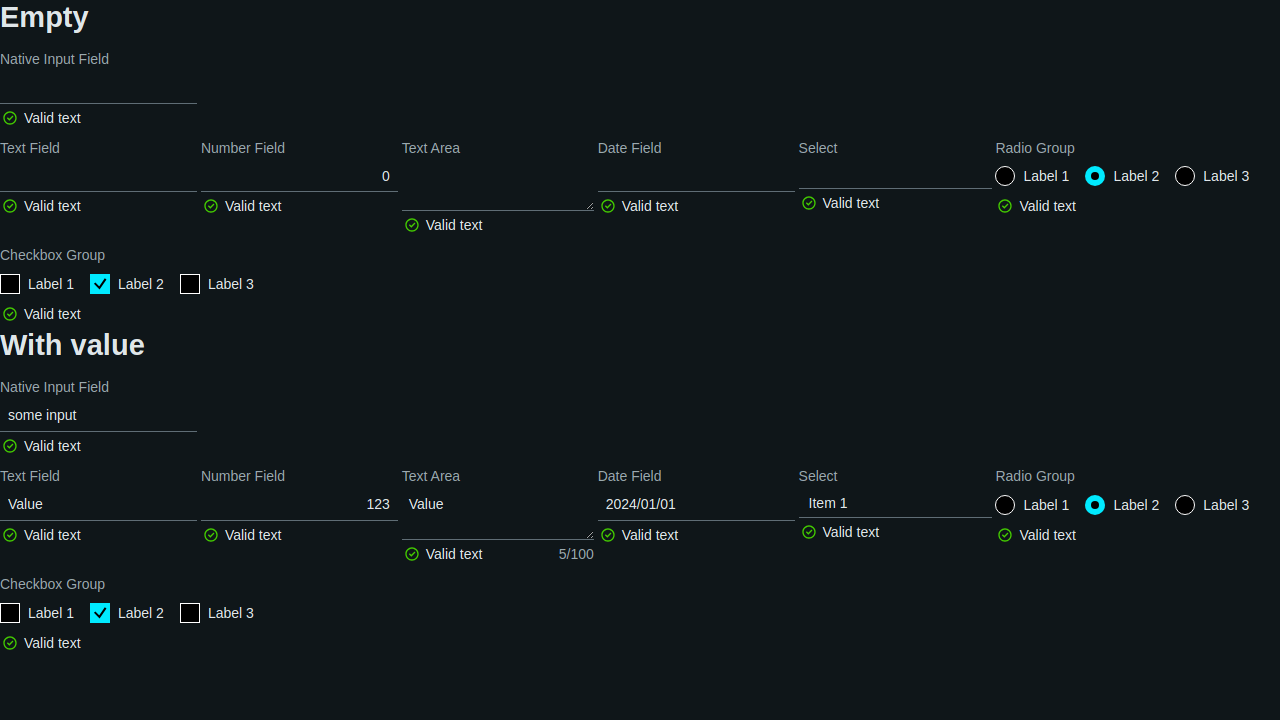 Empty
Native Input Field
Valid text
Text Field Number Field Text Area Date Field Select Radio Group
0 Label 1 Label 2 Label 3
Valid text Valid text Valid text Valid text Valid text Valid text
Checkbox Group
Label 1 Label 2 Label 3
Valid text
With value
Native Input Field
some input
Valid text
Text Field Number Field Text Area Date Field Select Radio Group
Value 123 Value 2024/01/01 Item 1 Label 1 Label 2 Label 3
Valid text Valid text Valid text 5/100 Valid text Valid text Valid text
Checkbox Group
Label 1 Label 2 Label 3
Valid text